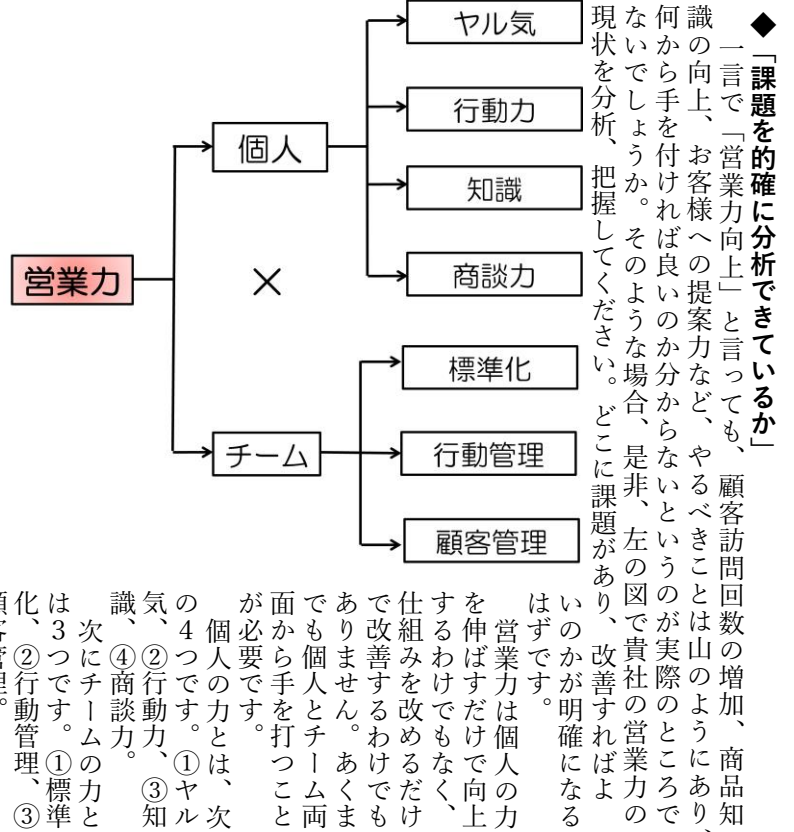 ◆「課題を的確に分析できているか」
一言で「営業力向上」と言っても、顧客訪問回数の増加、商品知
識の向上、お客様への提案力など、やるべきことは山のようにあり、
何から手を付ければ良いのか分からないというのが実際のところで
ないでしょうか。そのような場合、是非、左の図で貴社の営業力の
現状を分析、把握してください。どこに課題があり、改善すればよ
いのかが明確になる
はずです。
営業力は個人の力
を伸ばすだけで向上
するわけでもなく、
仕組みを改めるだけ
で改善するわけでも
ありません。あくま
でも個人とチーム両
面から手を打つこと
が必要です。
個人の力とは、次
の4つです。①ヤル
気、②行動力、③知
識、④商談力。
次にチームの力と
は3つです。①標準
化、②行動管理、③
顧客管理。
営業力
個人
×
チーム
ヤル気
行動力
知識
商談力
標準化
行動管理
顧客管理